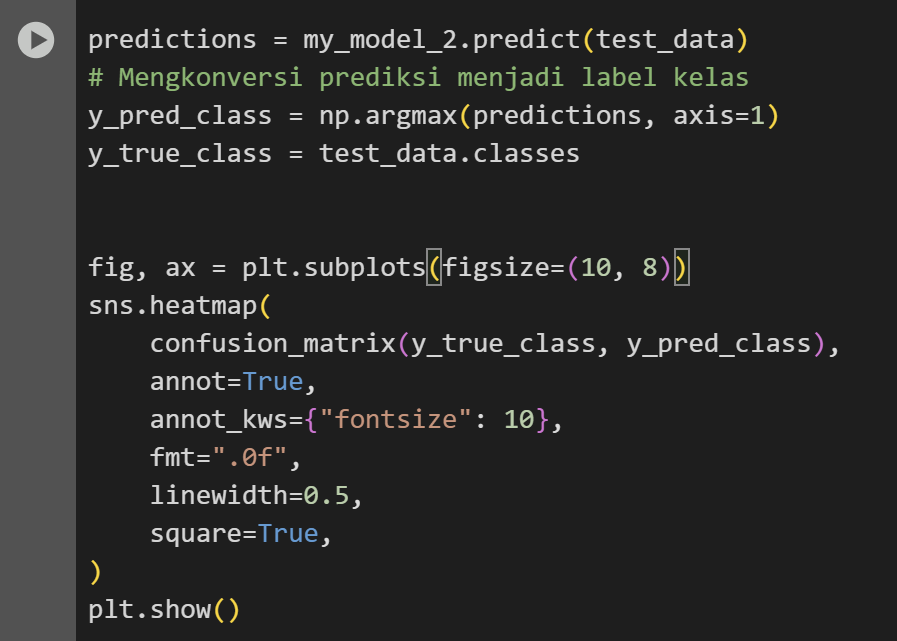 predictions = my_model_2.predict(test_data)
# Mengkonversi prediksi menjadi label kelas
y_pred_class = np.argmax(predictions, axis=1)
y_true_class = test_data.classes
fig, ax = plt.subplots(figsize=(10, 8))
sns.heatmap(
    confusion_matrix(y_true_class, y_pred_class),
    annot=True,
    annot_kws={"fontsize": 10},
    fmt=".0f",
    linewidth=0.5,
    square=True,
)
plt.show()